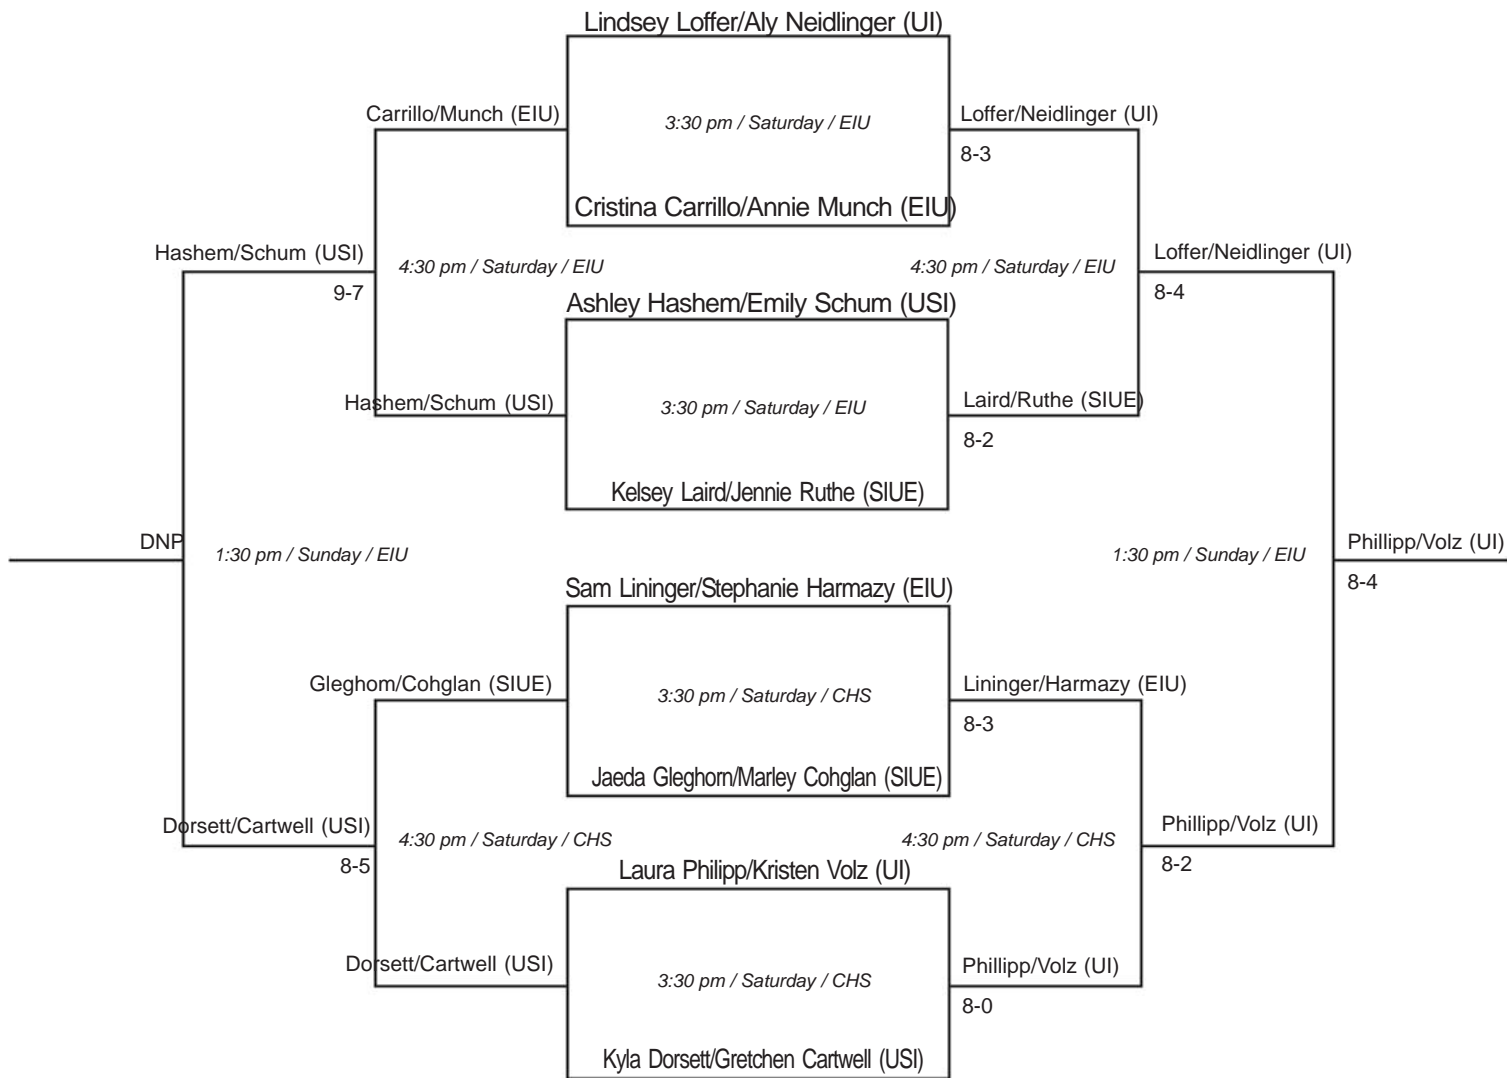 Lindsey Loffer/Aly Neidlinger (UI)
Carrillo/Munch (EIU)
3:30 pm / Saturday / EIU
Loffer/Neidlinger (UI)
8-3
Cristina Carrillo/Annie Munch (EIU)
Hashem/Schum (USI)
9-7
4:30 pm / Saturday / EIU
4:30 pm / Saturday / EIU
Loffer/Neidlinger (UI)
8-4
Ashley Hashem/Emily Schum (USI)
Hashem/Schum (USI)
3:30 pm / Saturday / EIU
Laird/Ruthe (SIUE)
8-2
Kelsey Laird/Jennie Ruthe (SIUE)
DNP
1:30 pm / Sunday / EIU
1:30 pm / Sunday / EIU
Phillipp/Volz (UI)
8-4
Sam Lininger/Stephanie Harmazy (EIU)
Gleghom/Cohglan (SIUE)
3:30 pm / Saturday / CHS
Lininger/Harmazy (EIU)
8-3
Jaeda Gleghorn/Marley Cohglan (SIUE)
Dorsett/Cartwell (USI)
8-5
4:30 pm / Saturday / CHS
4:30 pm / Saturday / CHS
Phillipp/Volz (UI)
8-2
Laura Philipp/Kristen Volz (UI)
Dorsett/Cartwell (USI)
3:30 pm / Saturday / CHS
Phillipp/Volz (UI)
8-0
Kyla Dorsett/Gretchen Cartwell (USI)